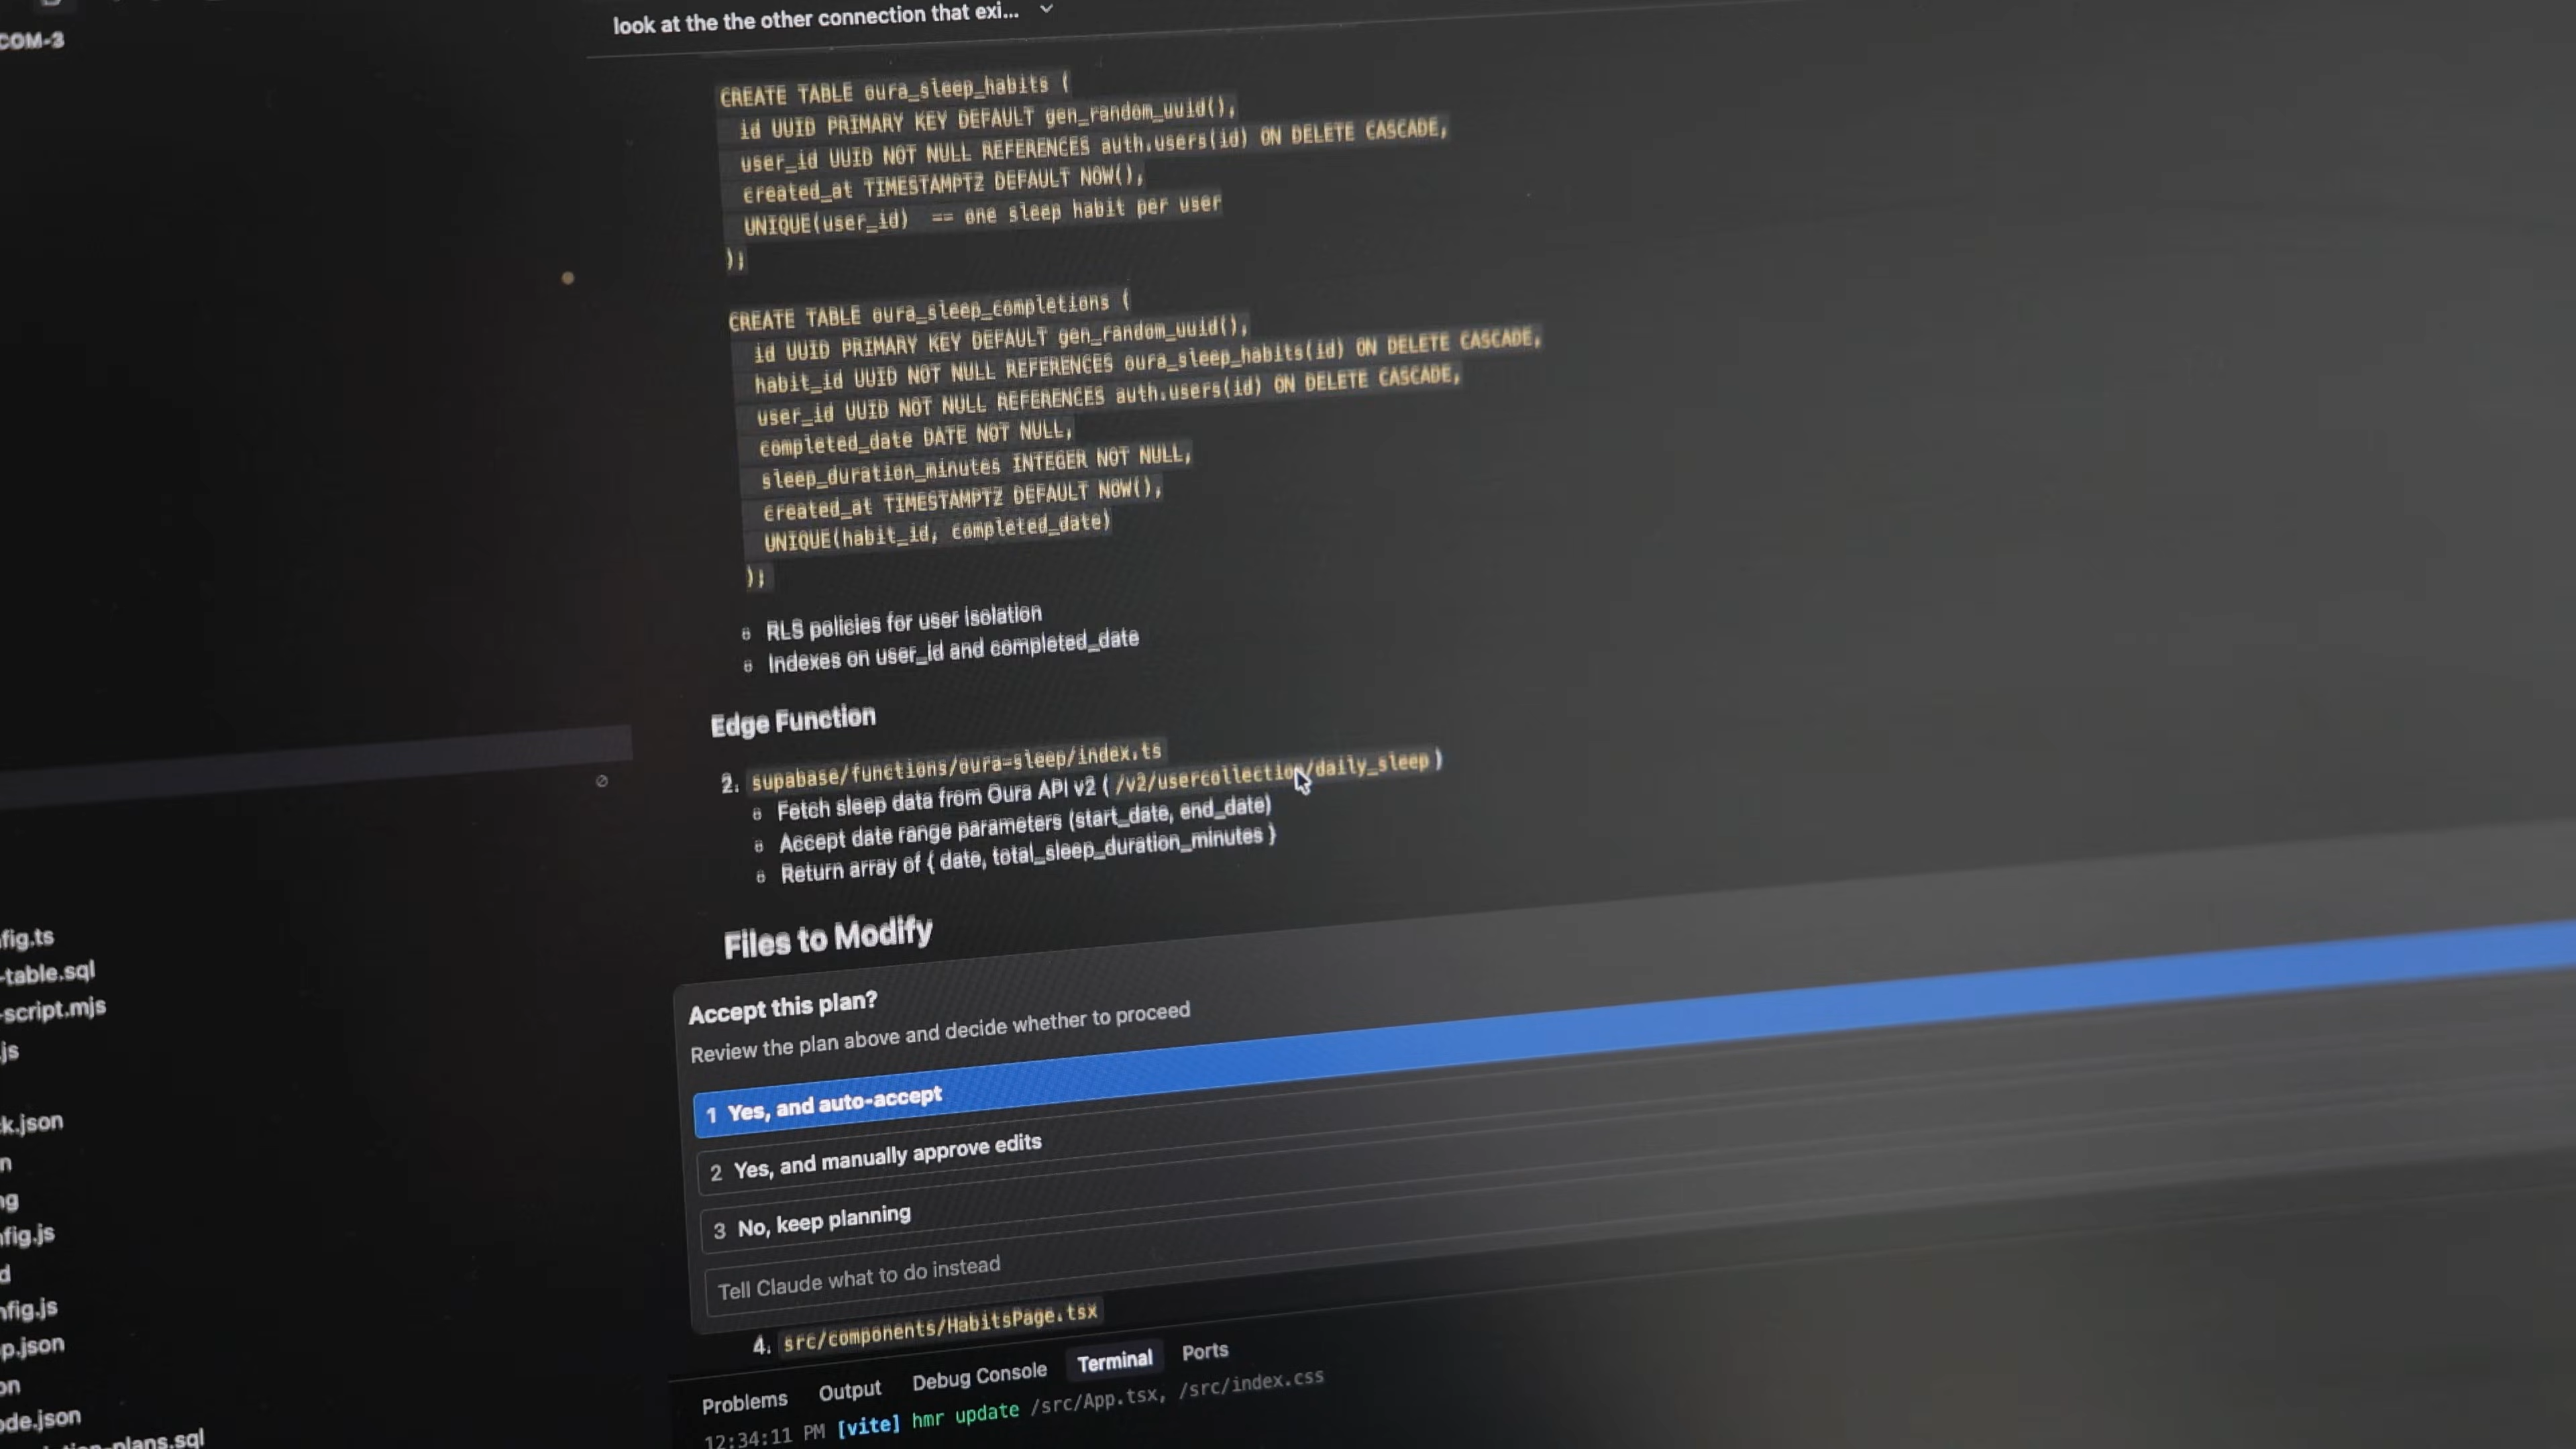 COM-3
look at the the other connection that exi...
CREATE TABLE oura_sleep_habits (
id UUID PRIMARY KEY DEFAULT gen_random_uuid(),
user_id UUID NOT NULL REFERENCES auth.users(id) ON DELETE CASCADE,
created_at TIMESTAMPTZ DEFAULT NOW(),
UNIQUE(user_id) -- one sleep habit per user
);
CREATE TABLE oura_sleep_completions (
id UUID PRIMARY KEY DEFAULT gen_random_uuid(),
habit_id UUID NOT NULL REFERENCES oura_sleep_habits(id) ON DELETE CASCADE,
user_id UUID NOT NULL REFERENCES auth.users(id) ON DELETE CASCADE,
completed_date DATE NOT NULL,
sleep_duration_minutes INTEGER NOT NULL,
created_at TIMESTAMPTZ DEFAULT NOW(),
UNIQUE(habit_id, completed_date)
);
RLS policies for user isolation
Indexes on user_id and completed_date
Edge Function
2. supabase/functions/oura-sleep/index.ts
Fetch sleep data from Oura API v2 ( /v2/usercollection/daily_sleep )
Accept date range parameters (start_date, end_date)
Return array of { date, total_sleep_duration_minutes }
Files to Modify
Accept this plan?
Review the plan above and decide whether to proceed
1 Yes, and auto-accept
2 Yes, and manually approve edits
3 No, keep planning
Tell Claude what to do instead
4. src/components/HabitsPage.tsx
Problems Output Debug Console Terminal Ports
12:34:11 PM [vite] hmr update /src/App.tsx, /src/index.css
fig.ts
-table.sql
-script.mjs
js
k.json
n
ng
fig.js
d
nfig.js
p.json
on
ode.json
-plans.sql